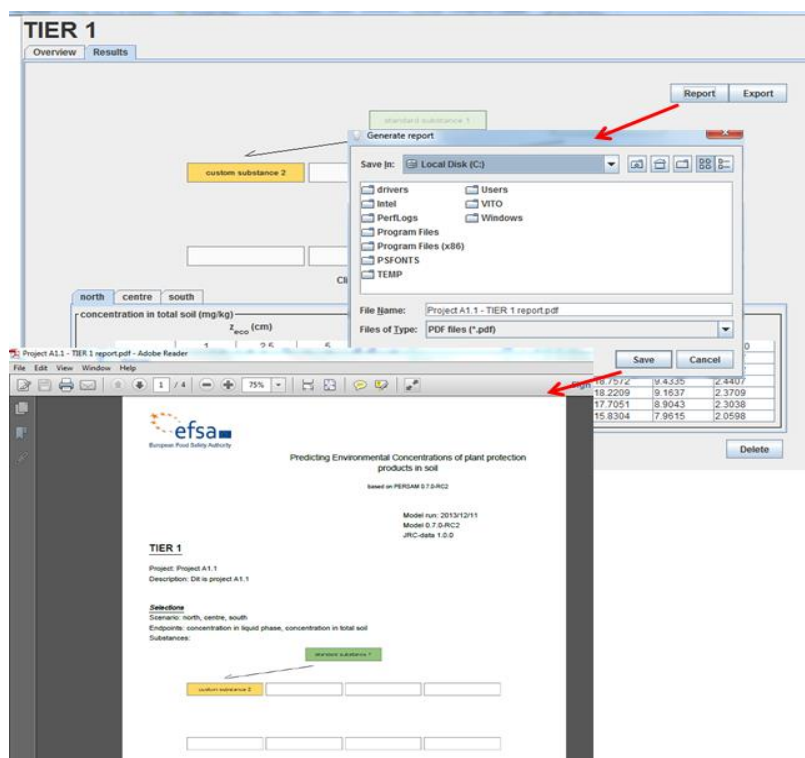 TIER 1
Overview Results
Report Export
standard substance 1
Generate report
custom substance 2
Save In: Local Disk (C:)
drivers Users
Intel VITO
PerfLogs Windows
Program Files
Program Files (x86)
PSFONTS
TEMP
north centre south
concentration in total soil (mg/kg)
z eco (cm)
1 2.5 5
File Name: Project A1.1 - TIER 1 report.pdf
Files of Type: PDF files (*.pdf)
Save Cancel
18.7572 9.4335 2.4407
18.2209 9.1637 2.3709
17.7051 8.9043 2.3038
15.8304 7.9615 2.0598
Delete
Project A1.1 - TIER 1 report.pdf - Adobe Reader
File Edit View Window Help
1 / 4 75% Sign
efsa
European Food Safety Authority
Predicting Environmental Concentrations of plant protection
products in soil
based on PERSAM 0.7.0-RC2
Model run: 2013/12/11
Model 0.7.0-RC2
JRC-data 1.0.0
TIER 1
Project: Project A1.1
Description: Dit is project A1.1
Selections
Scenario: north, centre, south
Endpoints: concentration in liquid phase, concentration in total soil
Substances:
standard substance 1
custom substance 2